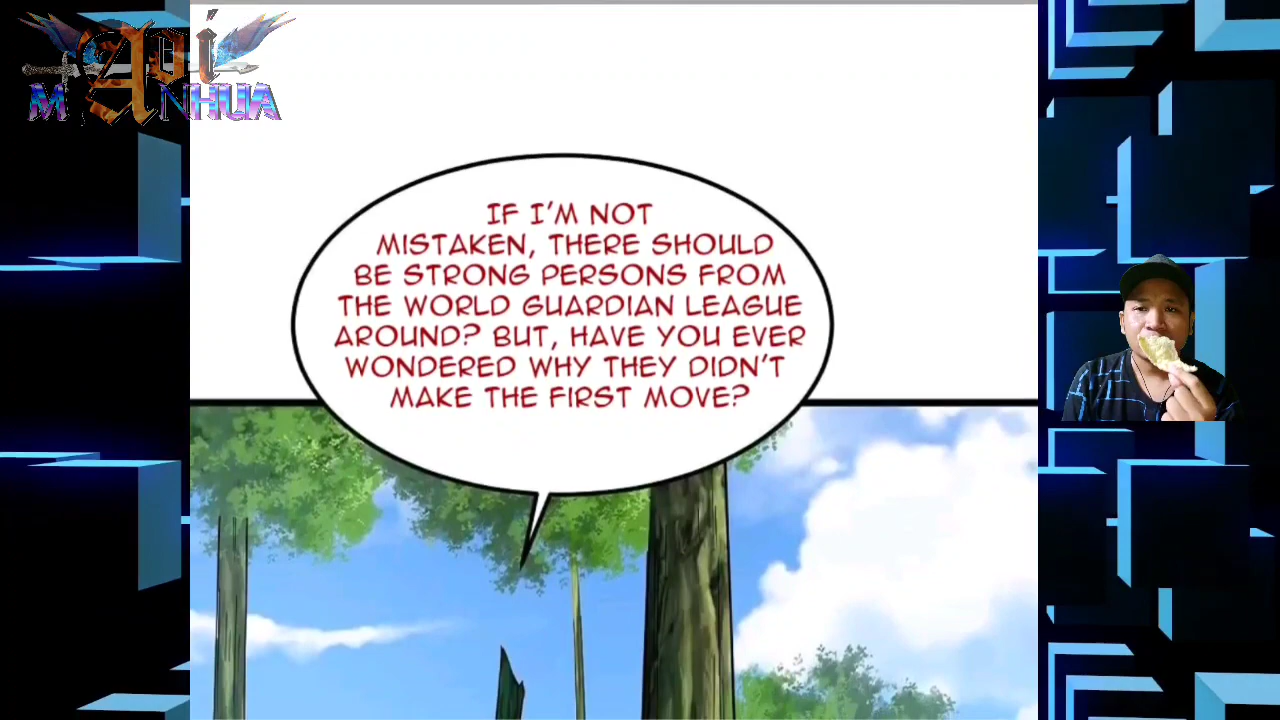 Api
MANHUA
IF I'M NOT
MISTAKEN, THERE SHOULD
BE STRONG PERSONS FROM
THE WORLD GUARDIAN LEAGUE
AROUND? BUT, HAVE YOU EVER
WONDERED WHY THEY DIDN'T
MAKE THE FIRST MOVE?